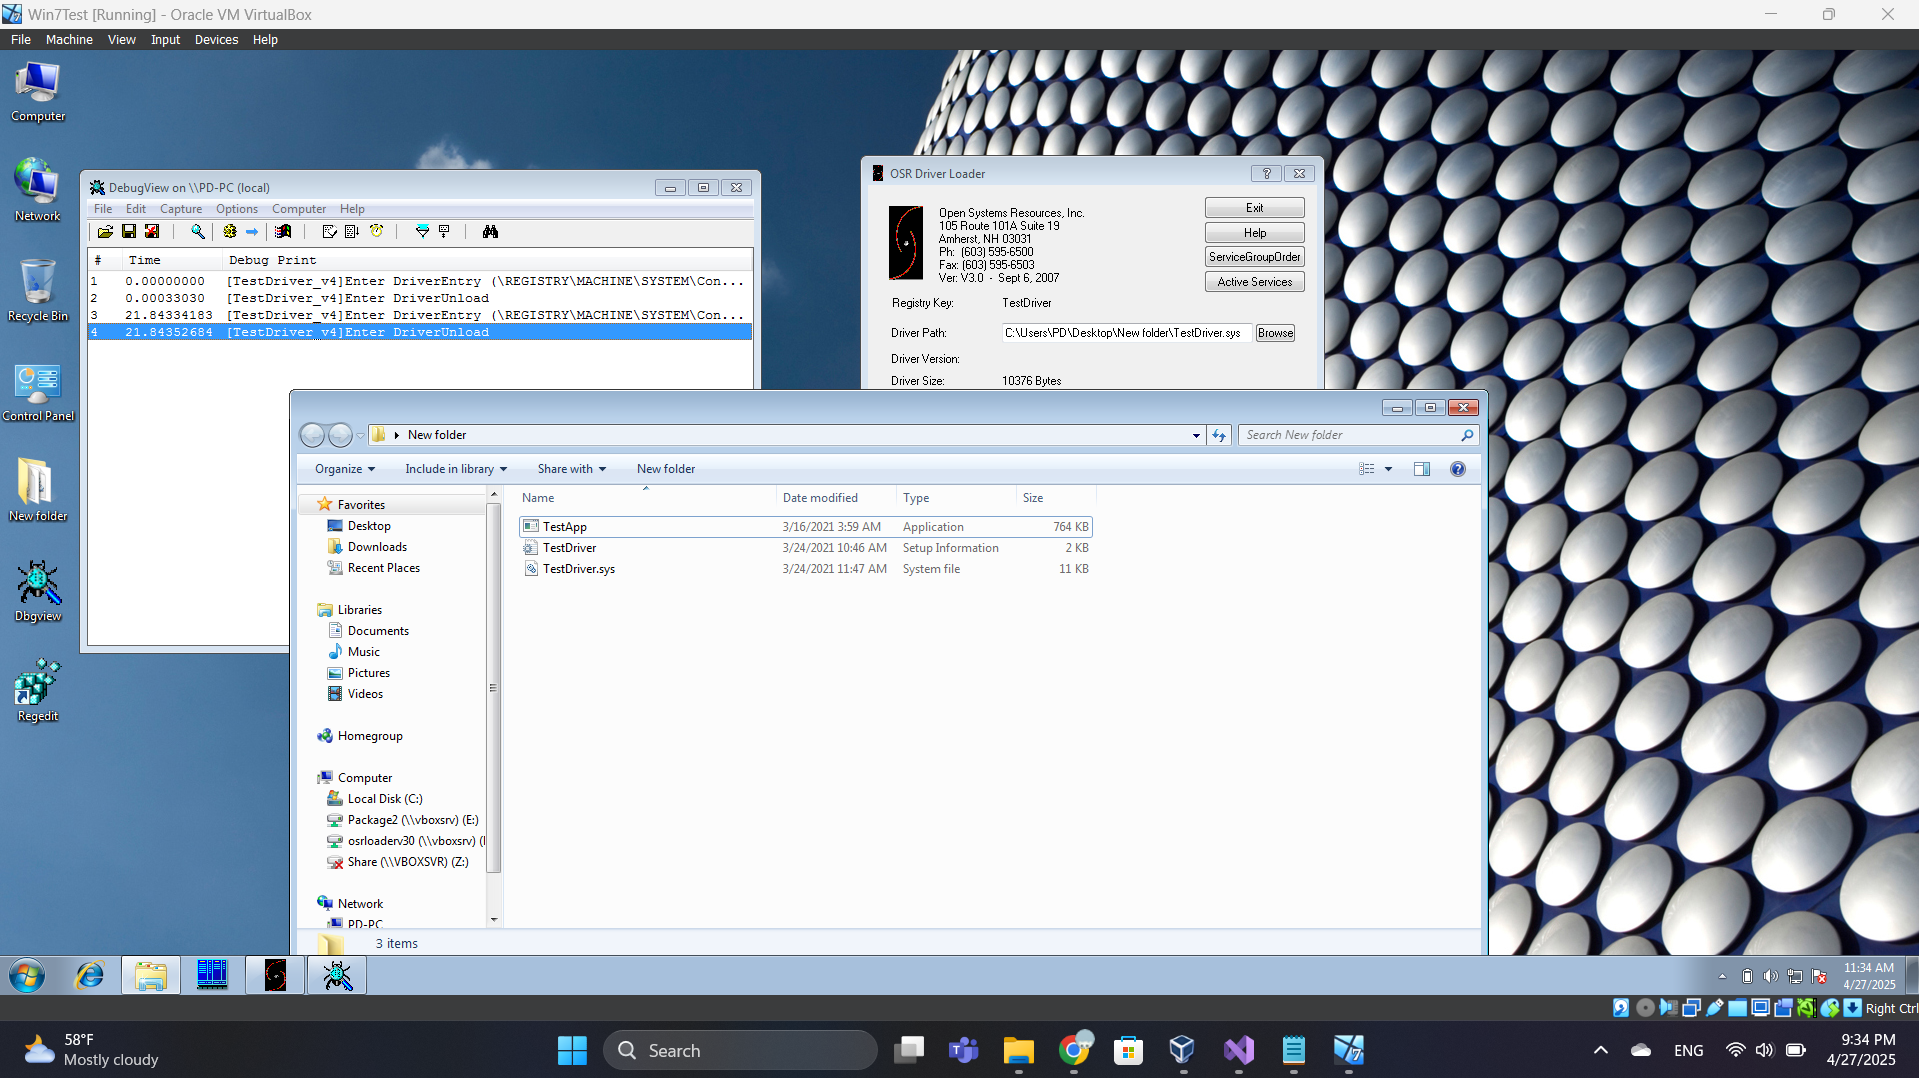 Win7Test [Running] - Oracle VM VirtualBox
File Machine View Input Devices Help
Computer
Network
Recycle Bin
Control Panel
New folder
Dbgview
Regedit
DebugView on \\PD-PC (local)
File Edit Capture Options Computer Help
# Time Debug Print
1 0.00000000 [TestDriver_v4]Enter DriverEntry (\REGISTRY\MACHINE\SYSTEM\Con...
2 0.00033030 [TestDriver_v4]Enter DriverUnload
3 21.84334183 [TestDriver_v4]Enter DriverEntry (\REGISTRY\MACHINE\SYSTEM\Con...
4 21.84352684 [TestDriver_v4]Enter DriverUnload
OSR Driver Loader
Open Systems Resources, Inc.
105 Route 101A Suite 19
Amherst, NH 03031
Ph: (603) 595-6500
Fax: (603) 595-6503
Ver: V3.0 - Sept 6, 2007
Exit
Help
ServiceGroupOrder
Active Services
Registry Key: TestDriver
Driver Path: C:\Users\PD\Desktop\New folder\TestDriver.sys Browse
Driver Version:
Driver Size: 10376 Bytes
New folder
Search New folder
Organize Include in library Share with New folder
Favorites
Desktop
Downloads
Recent Places
Libraries
Documents
Music
Pictures
Videos
Homegroup
Computer
Local Disk (C:)
Package2 (\\vboxsrv) (E:)
osrloaderv30 (\\vboxsrv) (
Share (\\VBOXSVR) (Z:)
Network
PD-PC
Name Date modified Type Size
TestApp 3/16/2021 3:59 AM Application 764 KB
TestDriver 3/24/2021 10:46 AM Setup Information 2 KB
TestDriver.sys 3/24/2021 11:47 AM System file 11 KB
3 items
11:34 AM
4/27/2025
Right Ctrl
58°F
Mostly cloudy
Search
ENG
9:34 PM
4/27/2025